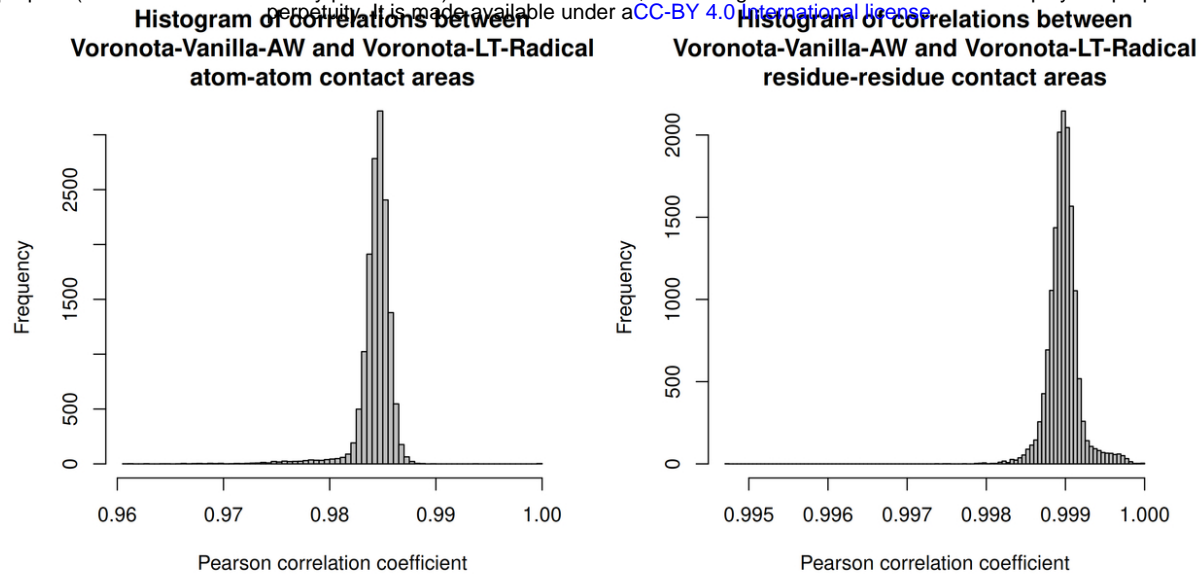 perpetuity. It is made available under aCC-BY 4.0 International license.
Histogram of correlations between
Voronota-Vanilla-AW and Voronota-LT-Radical
atom-atom contact areas
Frequency
0 500 1500 2500
0.96 0.97 0.98 0.99 1.00
Pearson correlation coefficient
Histogram of correlations between
Voronota-Vanilla-AW and Voronota-LT-Radical
residue-residue contact areas
Frequency
0 500 1000 1500 2000
0.995 0.996 0.997 0.998 0.999 1.000
Pearson correlation coefficient